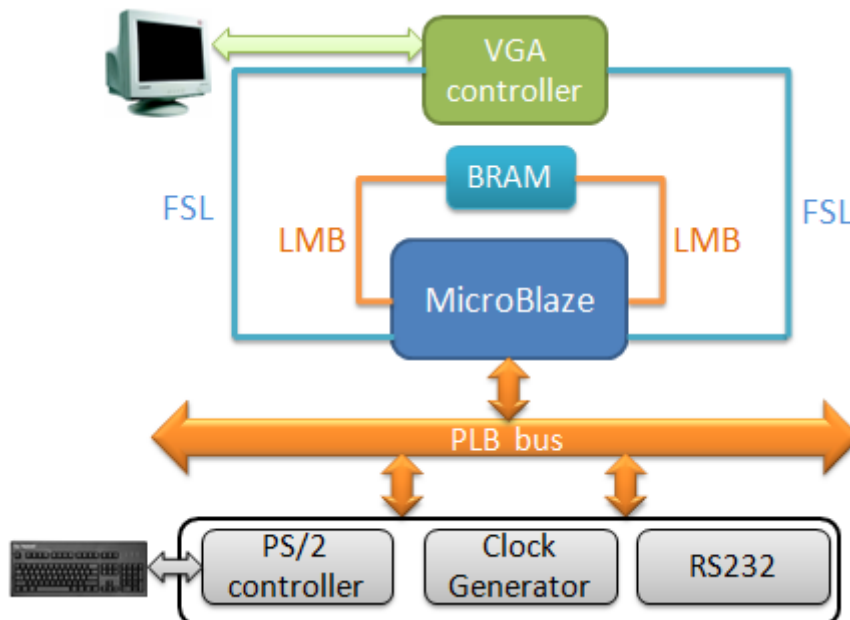 VGA
controller
BRAM
FSL
FSL
LMB
LMB
MicroBlaze
PLB bus
PS/2
controller
Clock
Generator
RS232